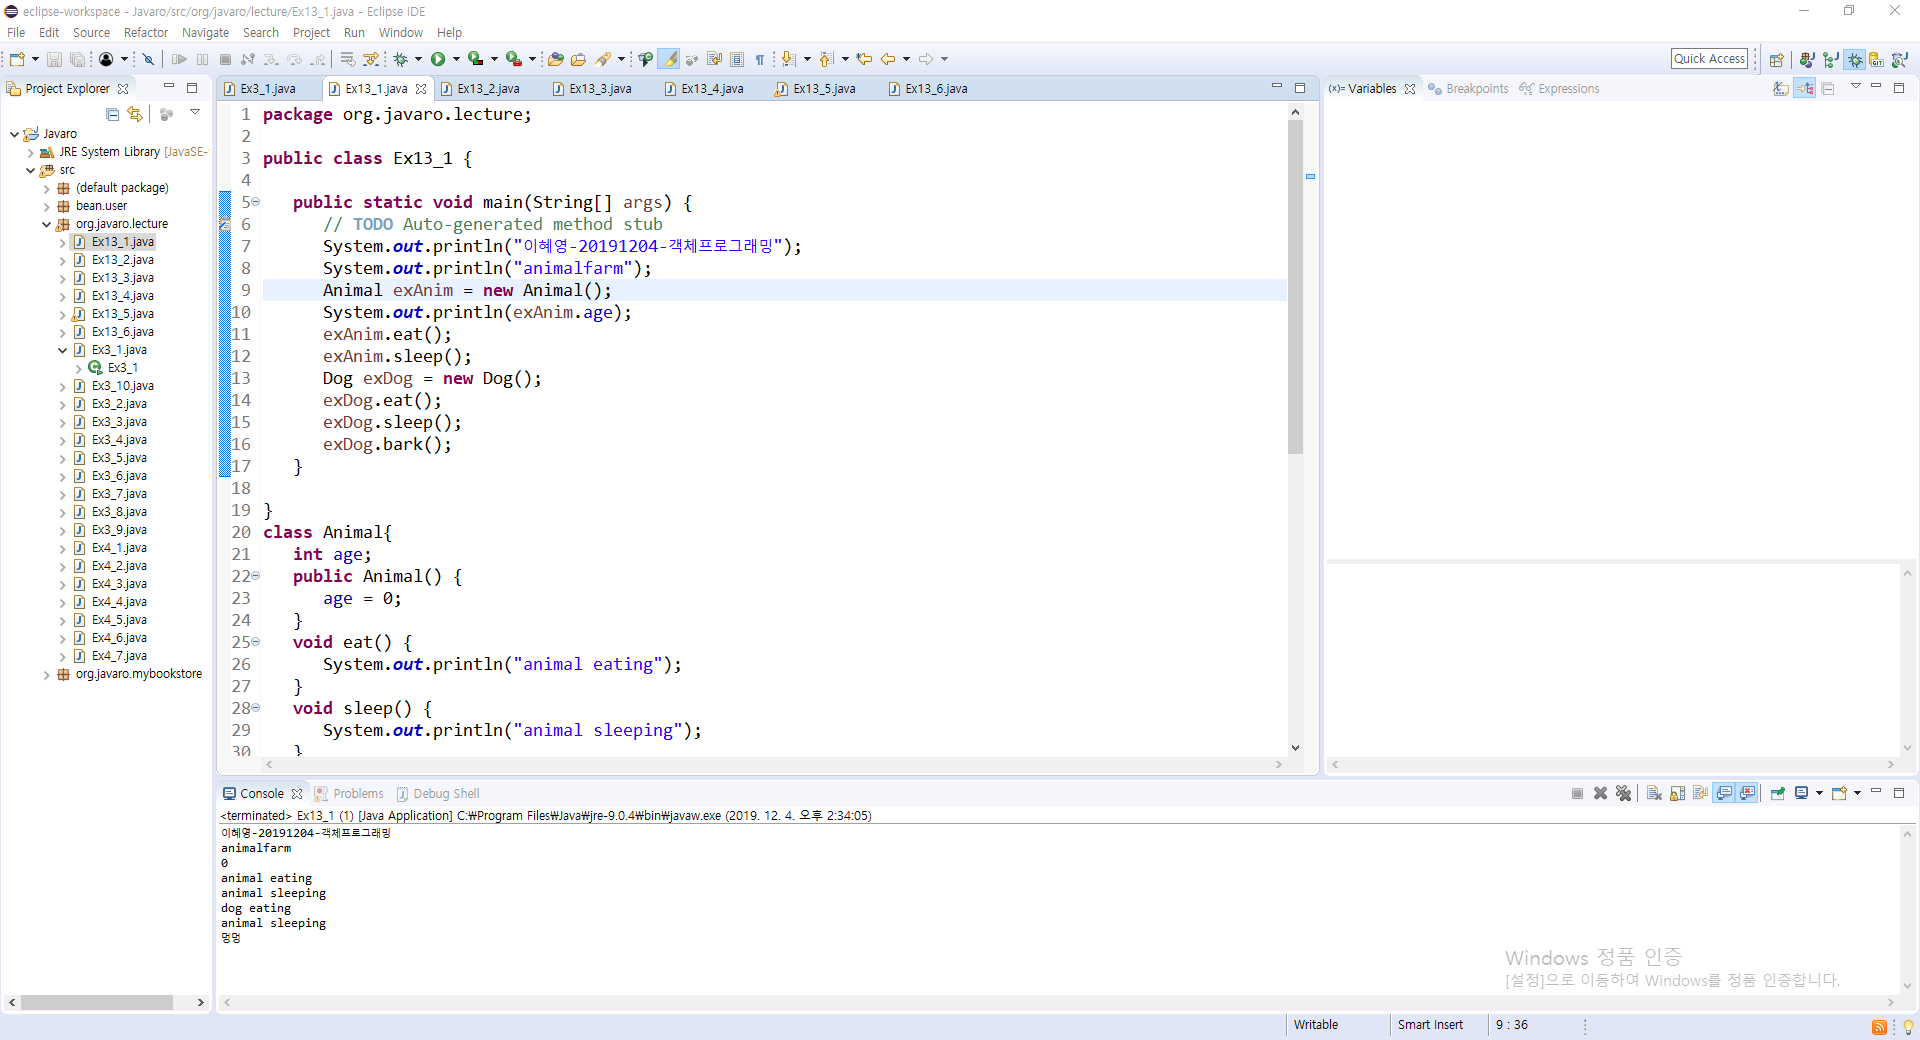 eclipse-workspace - Javaro/src/org/javaro/lecture/Ex13_1.java - Eclipse IDE
File Edit Source Refactor Navigate Search Project Run Window Help
Quick Access
Project Explorer
Javaro
JRE System Library [JavaSE-
src
(default package)
bean.user
org.javaro.lecture
Ex13_1.java
Ex13_2.java
Ex13_3.java
Ex13_4.java
Ex13_5.java
Ex13_6.java
Ex3_1.java
Ex3_1
Ex3_10.java
Ex3_2.java
Ex3_3.java
Ex3_4.java
Ex3_5.java
Ex3_6.java
Ex3_7.java
Ex3_8.java
Ex3_9.java
Ex4_1.java
Ex4_2.java
Ex4_3.java
Ex4_4.java
Ex4_5.java
Ex4_6.java
Ex4_7.java
org.javaro.mybookstore
Ex3_1.java Ex13_1.java Ex13_2.java Ex13_3.java Ex13_4.java Ex13_5.java Ex13_6.java
1 package org.javaro.lecture;
2
3 public class Ex13_1 {
4
5 public static void main(String[] args) {
6 // TODO Auto-generated method stub
7 System.out.println("이혜영-20191204-객체프로그래밍");
8 System.out.println("animalfarm");
9 Animal exAnim = new Animal();
10 System.out.println(exAnim.age);
11 exAnim.eat();
12 exAnim.sleep();
13 Dog exDog = new Dog();
14 exDog.eat();
15 exDog.sleep();
16 exDog.bark();
17 }
18
19 }
20 class Animal{
21 int age;
22 public Animal() {
23 age = 0;
24 }
25 void eat() {
26 System.out.println("animal eating");
27 }
28 void sleep() {
29 System.out.println("animal sleeping");
30 }
(x)= Variables Breakpoints Expressions
Console Problems Debug Shell
<terminated> Ex13_1 (1) [Java Application] C:₩Program Files₩Java₩jre-9.0.4₩bin₩javaw.exe (2019. 12. 4. 오후 2:34:05)
이혜영-20191204-객체프로그래밍
animalfarm
0
animal eating
animal sleeping
dog eating
animal sleeping
멍멍
Windows 정품 인증
[설정]으로 이동하여 Windows를 정품 인증합니다.
Writable Smart Insert 9 : 36